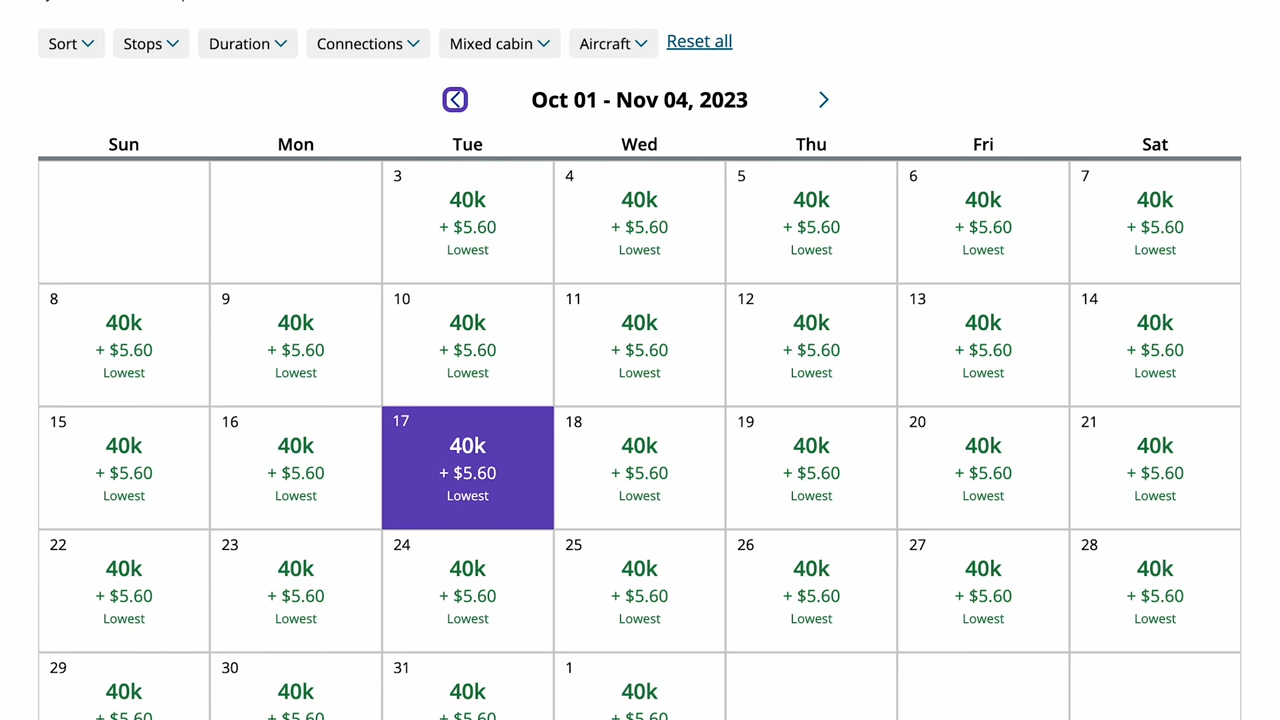 Sort Stops Duration Connections Mixed cabin Aircraft Reset all
Oct 01 - Nov 04, 2023
Sun Mon Tue Wed Thu Fri Sat
3 4 5 6 7
40k 40k 40k 40k 40k
+ $5.60 + $5.60 + $5.60 + $5.60 + $5.60
Lowest Lowest Lowest Lowest Lowest
8 9 10 11 12 13 14
40k 40k 40k 40k 40k 40k 40k
+ $5.60 + $5.60 + $5.60 + $5.60 + $5.60 + $5.60 + $5.60
Lowest Lowest Lowest Lowest Lowest Lowest Lowest
15 16 17 18 19 20 21
40k 40k 40k 40k 40k 40k 40k
+ $5.60 + $5.60 + $5.60 + $5.60 + $5.60 + $5.60 + $5.60
Lowest Lowest Lowest Lowest Lowest Lowest Lowest
22 23 24 25 26 27 28
40k 40k 40k 40k 40k 40k 40k
+ $5.60 + $5.60 + $5.60 + $5.60 + $5.60 + $5.60 + $5.60
Lowest Lowest Lowest Lowest Lowest Lowest Lowest
29 30 31 1
40k 40k 40k 40k
+ $5.60 + $5.60 + $5.60 + $5.60